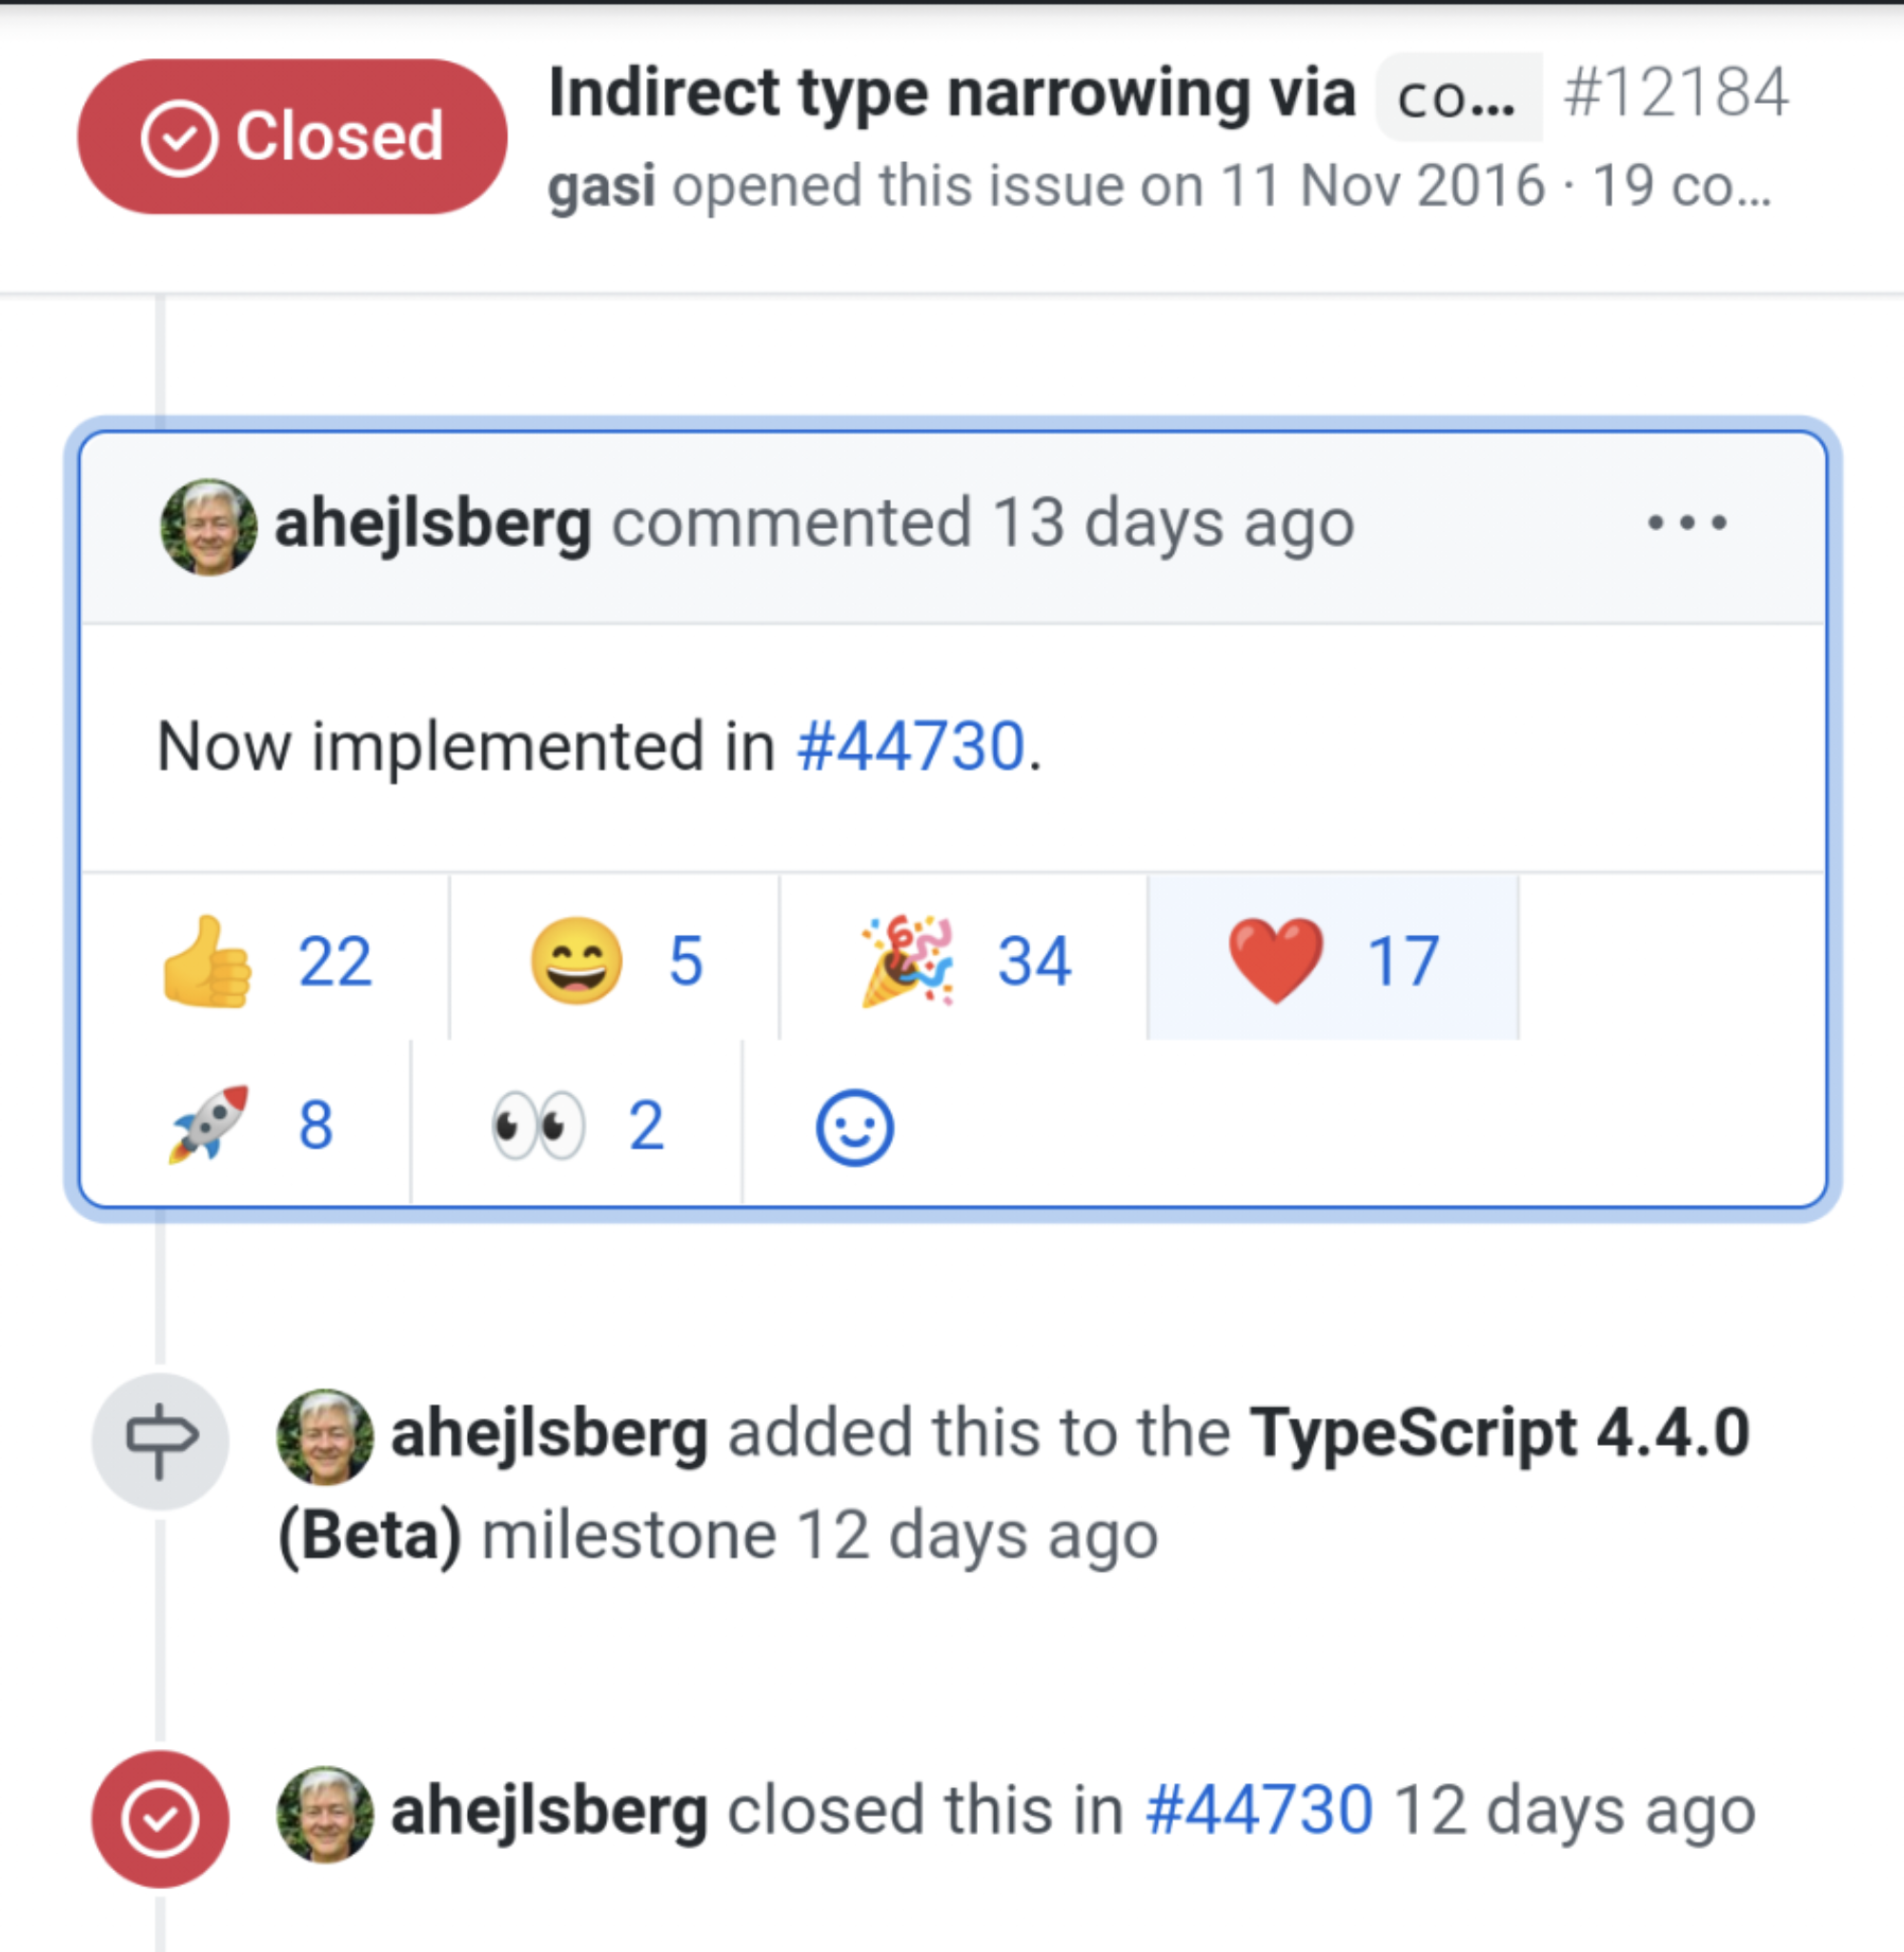 Closed
Indirect type narrowing via co… #12184
gasi opened this issue on 11 Nov 2016 · 19 co…
ahejlsberg commented 13 days ago
Now implemented in #44730.
22 5 34 17
8 2
ahejlsberg added this to the TypeScript 4.4.0
(Beta) milestone 12 days ago
ahejlsberg closed this in #44730 12 days ago